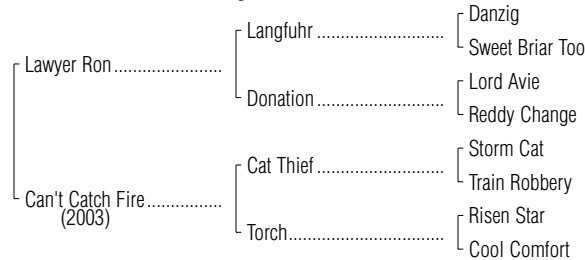 Danzig
Langfuhr ..............................
Sweet Briar Too
Lawyer Ron......................
Lord Avie
Donation ..............................
Reddy Change
Storm Cat
Cat Thief ..............................
Train Robbery
Can't Catch Fire...............
(2003)
Risen Star
Torch.....................................
Cool Comfort